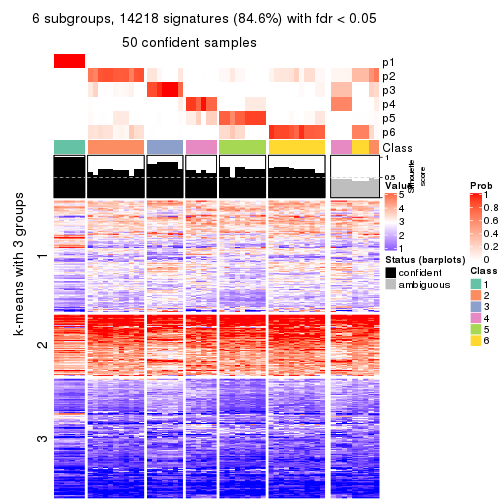 6 subgroups, 14218 signatures (84.6%) with fdr < 0.05
50 confident samples
p1
p2
p3
p4
p5
p6
Class
1
0.5
Silhouette
score
k-means with 3 groups
1
2
3
Value
5
4
3
2
1
Status (barplots)
confident
ambiguous
Prob
1
0.8
0.6
0.4
0.2
0
Class
1
2
3
4
5
6